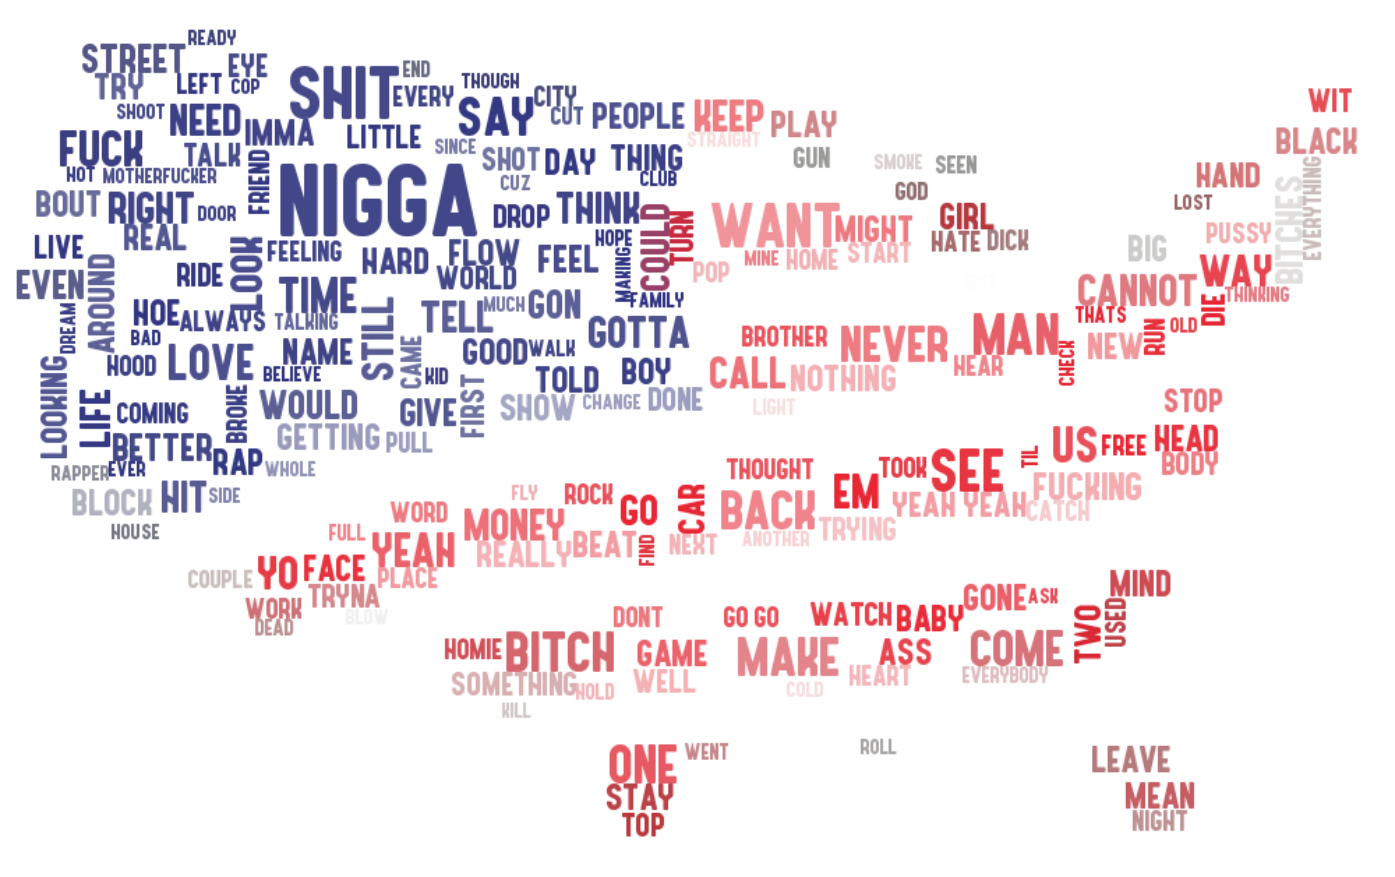 READY
STREET
EYE
TRY
LEFT
COP
SHIT
END
EVERY
THOUGH
CITY
SHOOT
NEED
IMMA
LITTLE
SAY
CUT
PEOPLE
KEEP
PLAY
WIT
BLACK
FUCK
TALK
SINCE
SHOT
DAY
THING
STRAIGHT
GUN
SMOKE
SEEN
HOT
MOTHERFUCKER
FRIEND
NIGGA
CUZ
CLUB
GOD
HAND
EVERYTHING
BOUT
RIGHT
DOOR
DROP
THINK
COULD
TURN
WANT
MIGHT
GIRL
LOST
BITCHES
REAL
HOPE
HATE
DICK
PUSSY
LIVE
LOOK
FEELING
HARD
FLOW
FEEL
MAKING
MINE
HOME
START
BIG
EVEN
AROUND
RIDE
WORLD
POP
WAY
TIME
MUCH
GON
FAMILY
CANNOT
DIE
THINKING
HOE
ALWAYS
TALKING
STILL
TELL
GOTTA
BROTHER
NEVER
MAN
THATS
RUN
OLD
DREAM
BAD
NAME
CAME
GOOD
WALK
CHECK
NEW
LOOKING
HOOD
LOVE
BELIEVE
KID
TOLD
BOY
CALL
NOTHING
HEAR
LIFE
COMING
BROKE
WOULD
GIVE
FIRST
SHOW
CHANGE
DONE
LIGHT
STOP
BETTER
GETTING
PULL
US
FREE
HEAD
RAPPER
EVER
RAP
WHOLE
THOUGHT
TOOK
SEE
TIL
BODY
BLOCK
HIT
SIDE
FLY
ROCK
GO
CAR
BACK
EM
YEAH YEAH
FUCKING
CATCH
HOUSE
WORD
MONEY
TRYING
FULL
YEAH
REALLY
BEAT
FIND
NEXT
ANOTHER
COUPLE
YO
FACE
PLACE
MIND
WORK
TRYNA
GONE
ASK
DEAD
BLOW
DONT
GO GO
WATCH
BABY
TWO
USED
HOMIE
BITCH
GAME
MAKE
ASS
COME
SOMETHING
HOLD
WELL
COLD
HEART
EVERYBODY
KILL
ONE
WENT
ROLL
LEAVE
STAY
MEAN
TOP
NIGHT